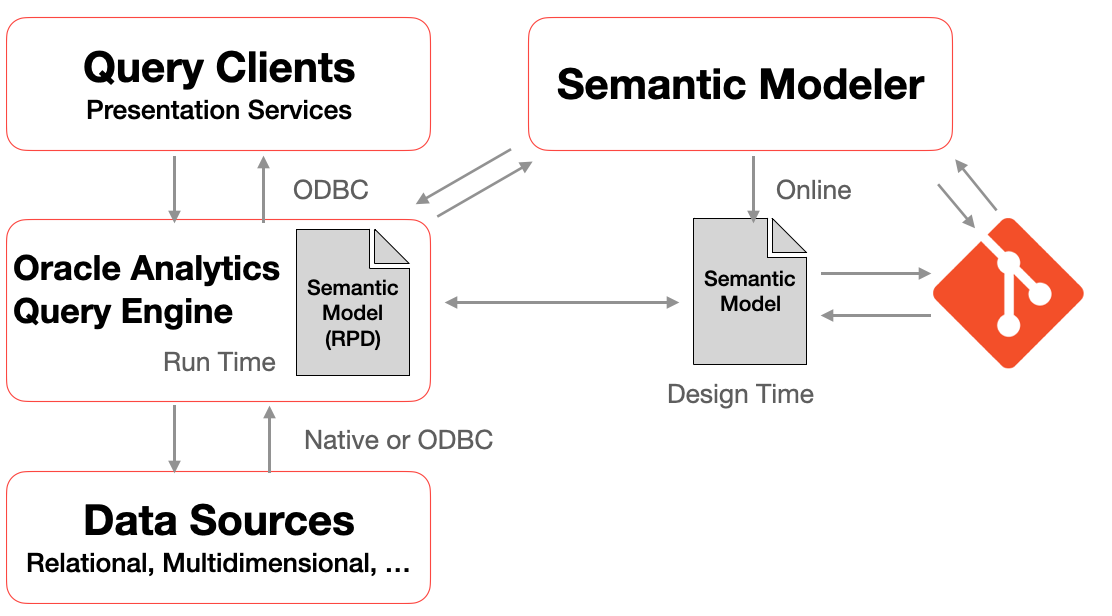 Query Clients
Presentation Services
Semantic Modeler
ODBC
Online
Oracle Analytics
Query Engine
Run Time
Semantic
Model
(RPD)
Semantic
Model
Design Time
Native or ODBC
Data Sources
Relational, Multidimensional, ...